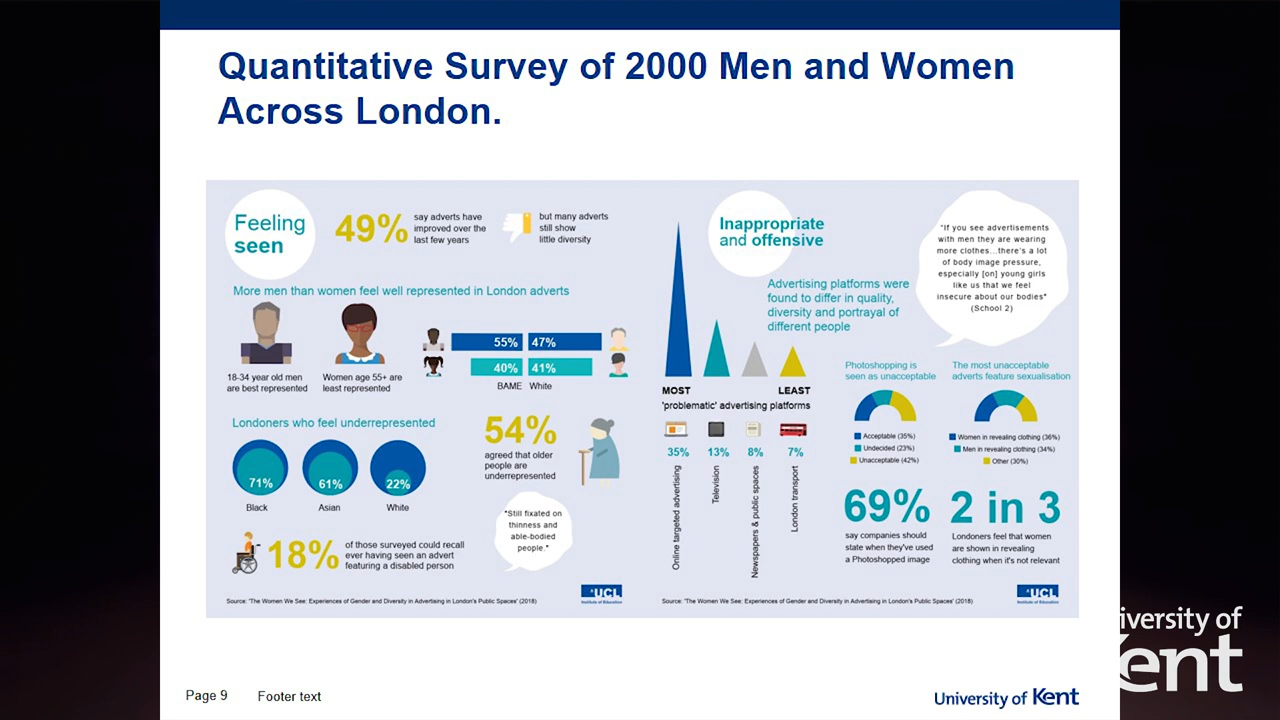 Quantitative Survey of 2000 Men and Women
Across London.
Feeling
seen
49%
say adverts have
improved over the
last few years
but many adverts
still show
little diversity
More men than women feel well represented in London adverts
18-34 year old men
are best represented
Women age 55+ are
least represented
55% 47%
40% 41%
BAME White
Londoners who feel underrepresented
71%
Black
61%
Asian
22%
White
54%
agreed that older
people are
underrepresented
"Still fixated on
thinness and
able-bodied
people."
18%
of those surveyed could recall
ever having seen an advert
featuring a disabled person
UCL
Institute of Education
Source: 'The Women We See: Experiences of Gender and Diversity in Advertising in London's Public Spaces' (2018)
Inappropriate
and offensive
Advertising platforms were
found to differ in quality,
diversity and portrayal of
different people
"If you see advertisements
with men they are wearing
more clothes...there's a lot
of body image pressure,
especially [on] young girls
like us that we feel
insecure about our bodies"
(School 2)
MOST LEAST
'problematic' advertising platforms
35% 13% 8% 7%
Online targeted advertising
Television
Newspapers & public spaces
London transport
Photoshopping is
seen as unacceptable
Acceptable (35%)
Undecided (23%)
Unacceptable (42%)
The most unacceptable
adverts feature sexualisation
Women in revealing clothing (36%)
Men in revealing clothing (34%)
Other (30%)
69%
say companies should
state when they've used
a Photoshopped image
2 in 3
Londoners feel that women
are shown in revealing
clothing when it's not relevant
UCL
Institute of Education
Source: 'The Women We See: Experiences of Gender and Diversity in Advertising in London's Public Spaces' (2018)
Page 9 Footer text
University of Kent
iversity of
ent